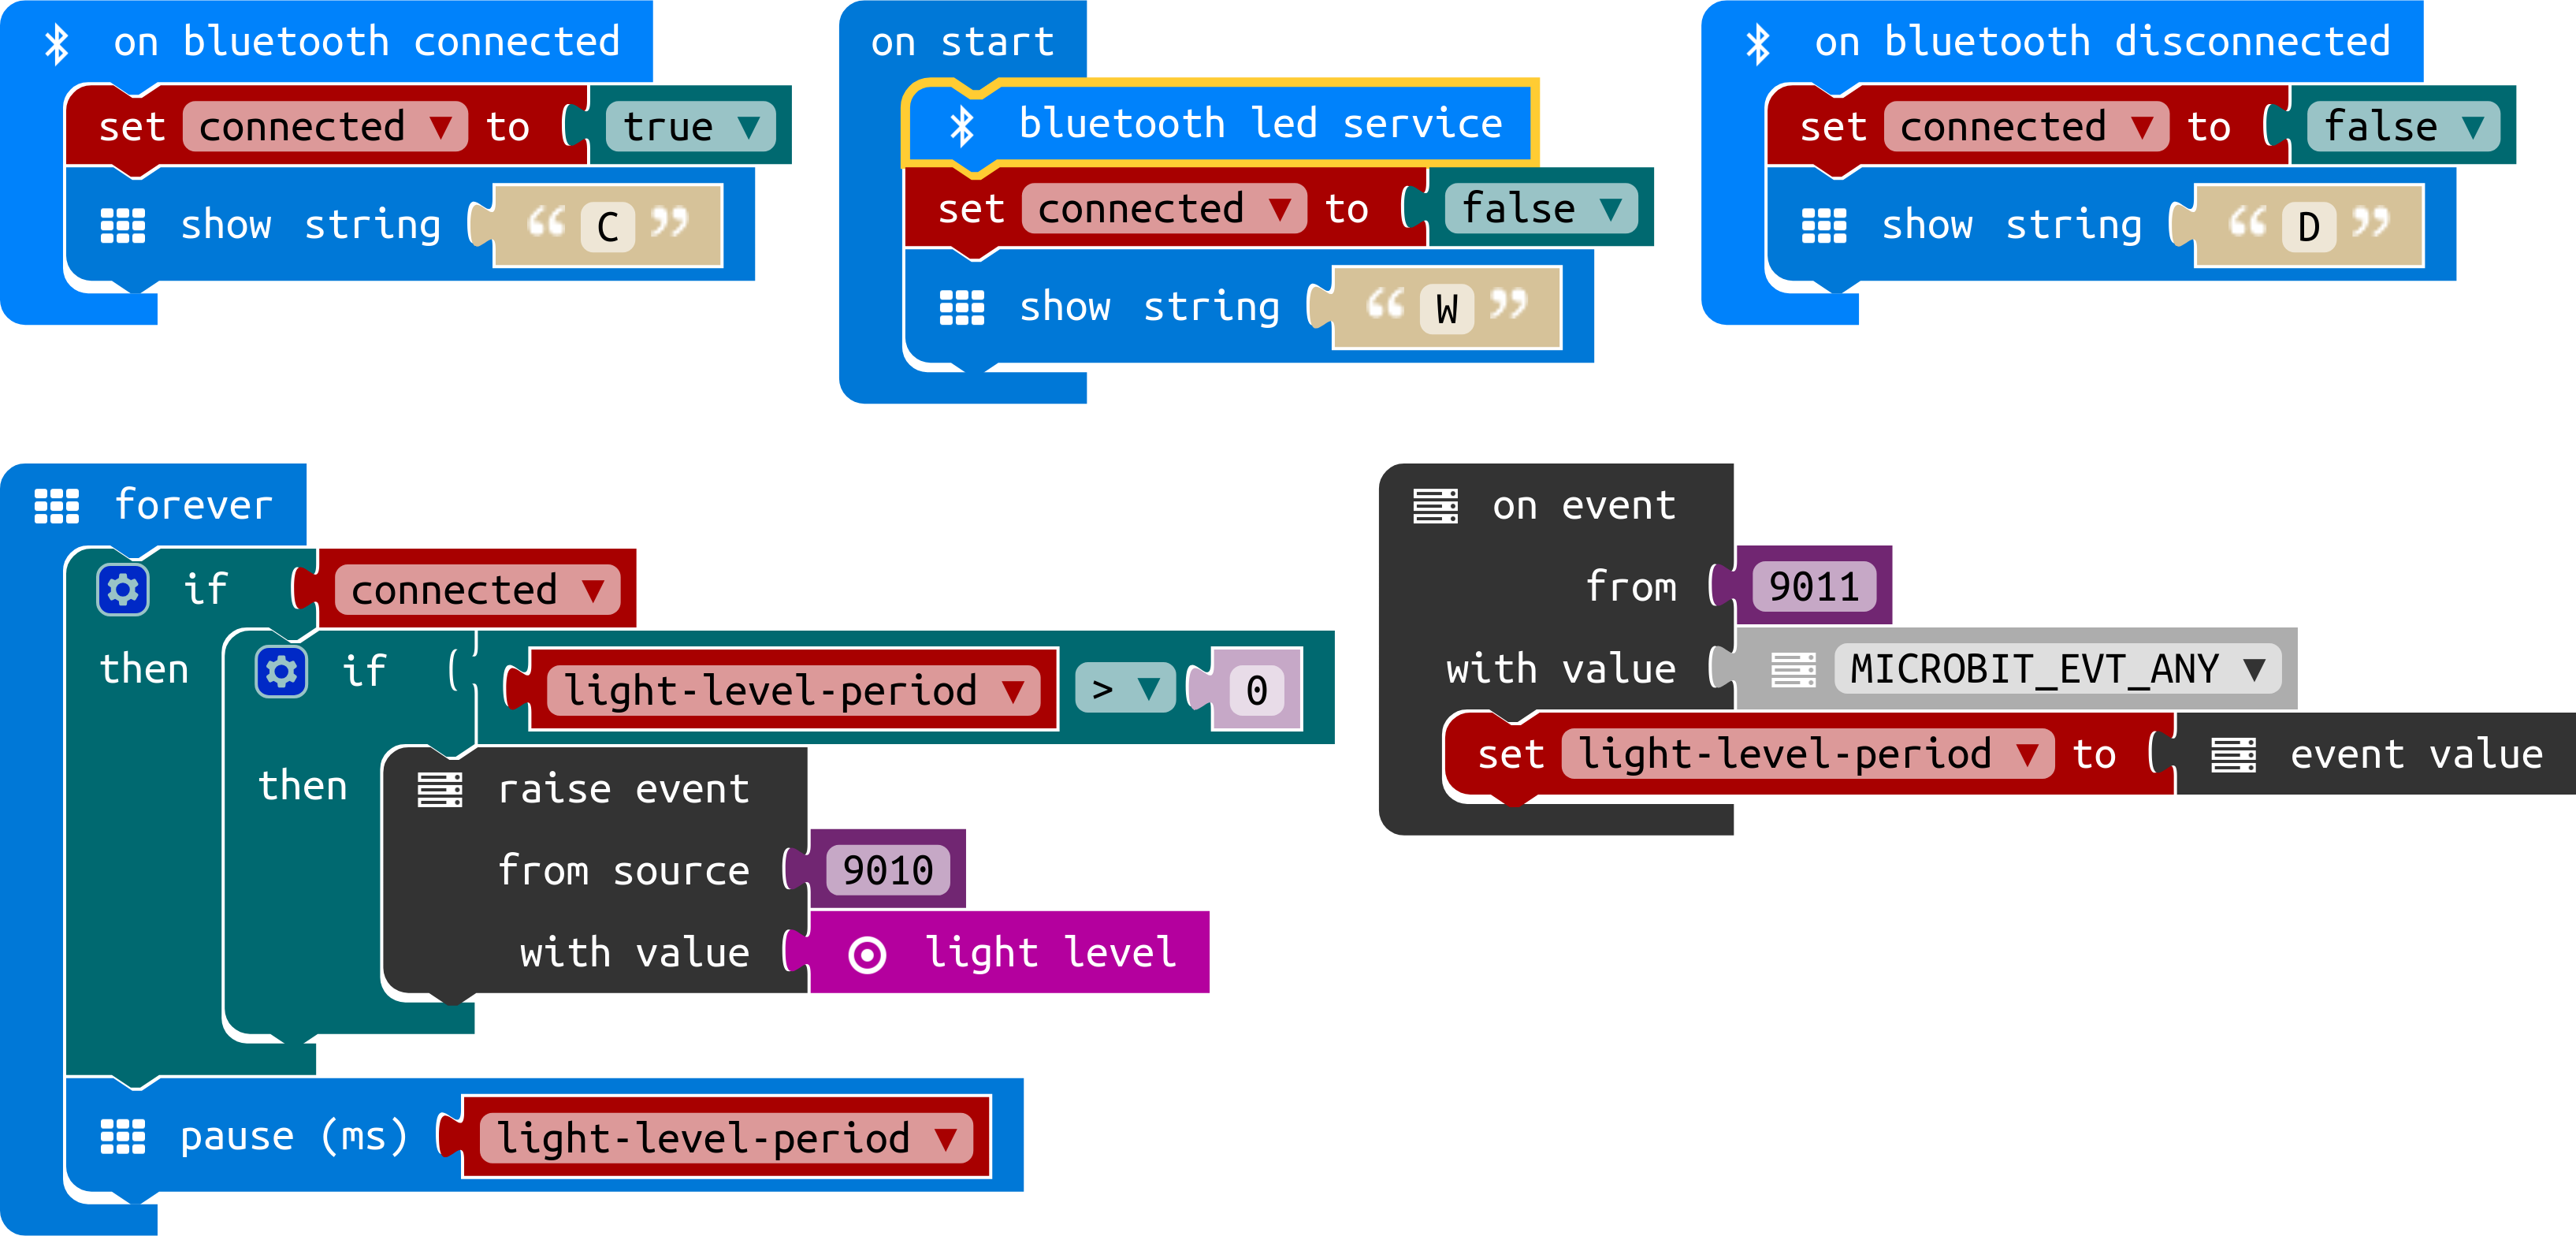 on bluetooth connected
set connected ▼ to true ▼
show string “ C ”
on start
bluetooth led service
set connected ▼ to false ▼
show string “ W ”
on bluetooth disconnected
set connected ▼ to false ▼
show string “ D ”
forever
if connected ▼
then if light-level-period ▼ > ▼ 0
then raise event
from source 9010
with value light level
pause (ms) light-level-period ▼
on event
from 9011
with value MICROBIT_EVT_ANY ▼
set light-level-period ▼ to event value